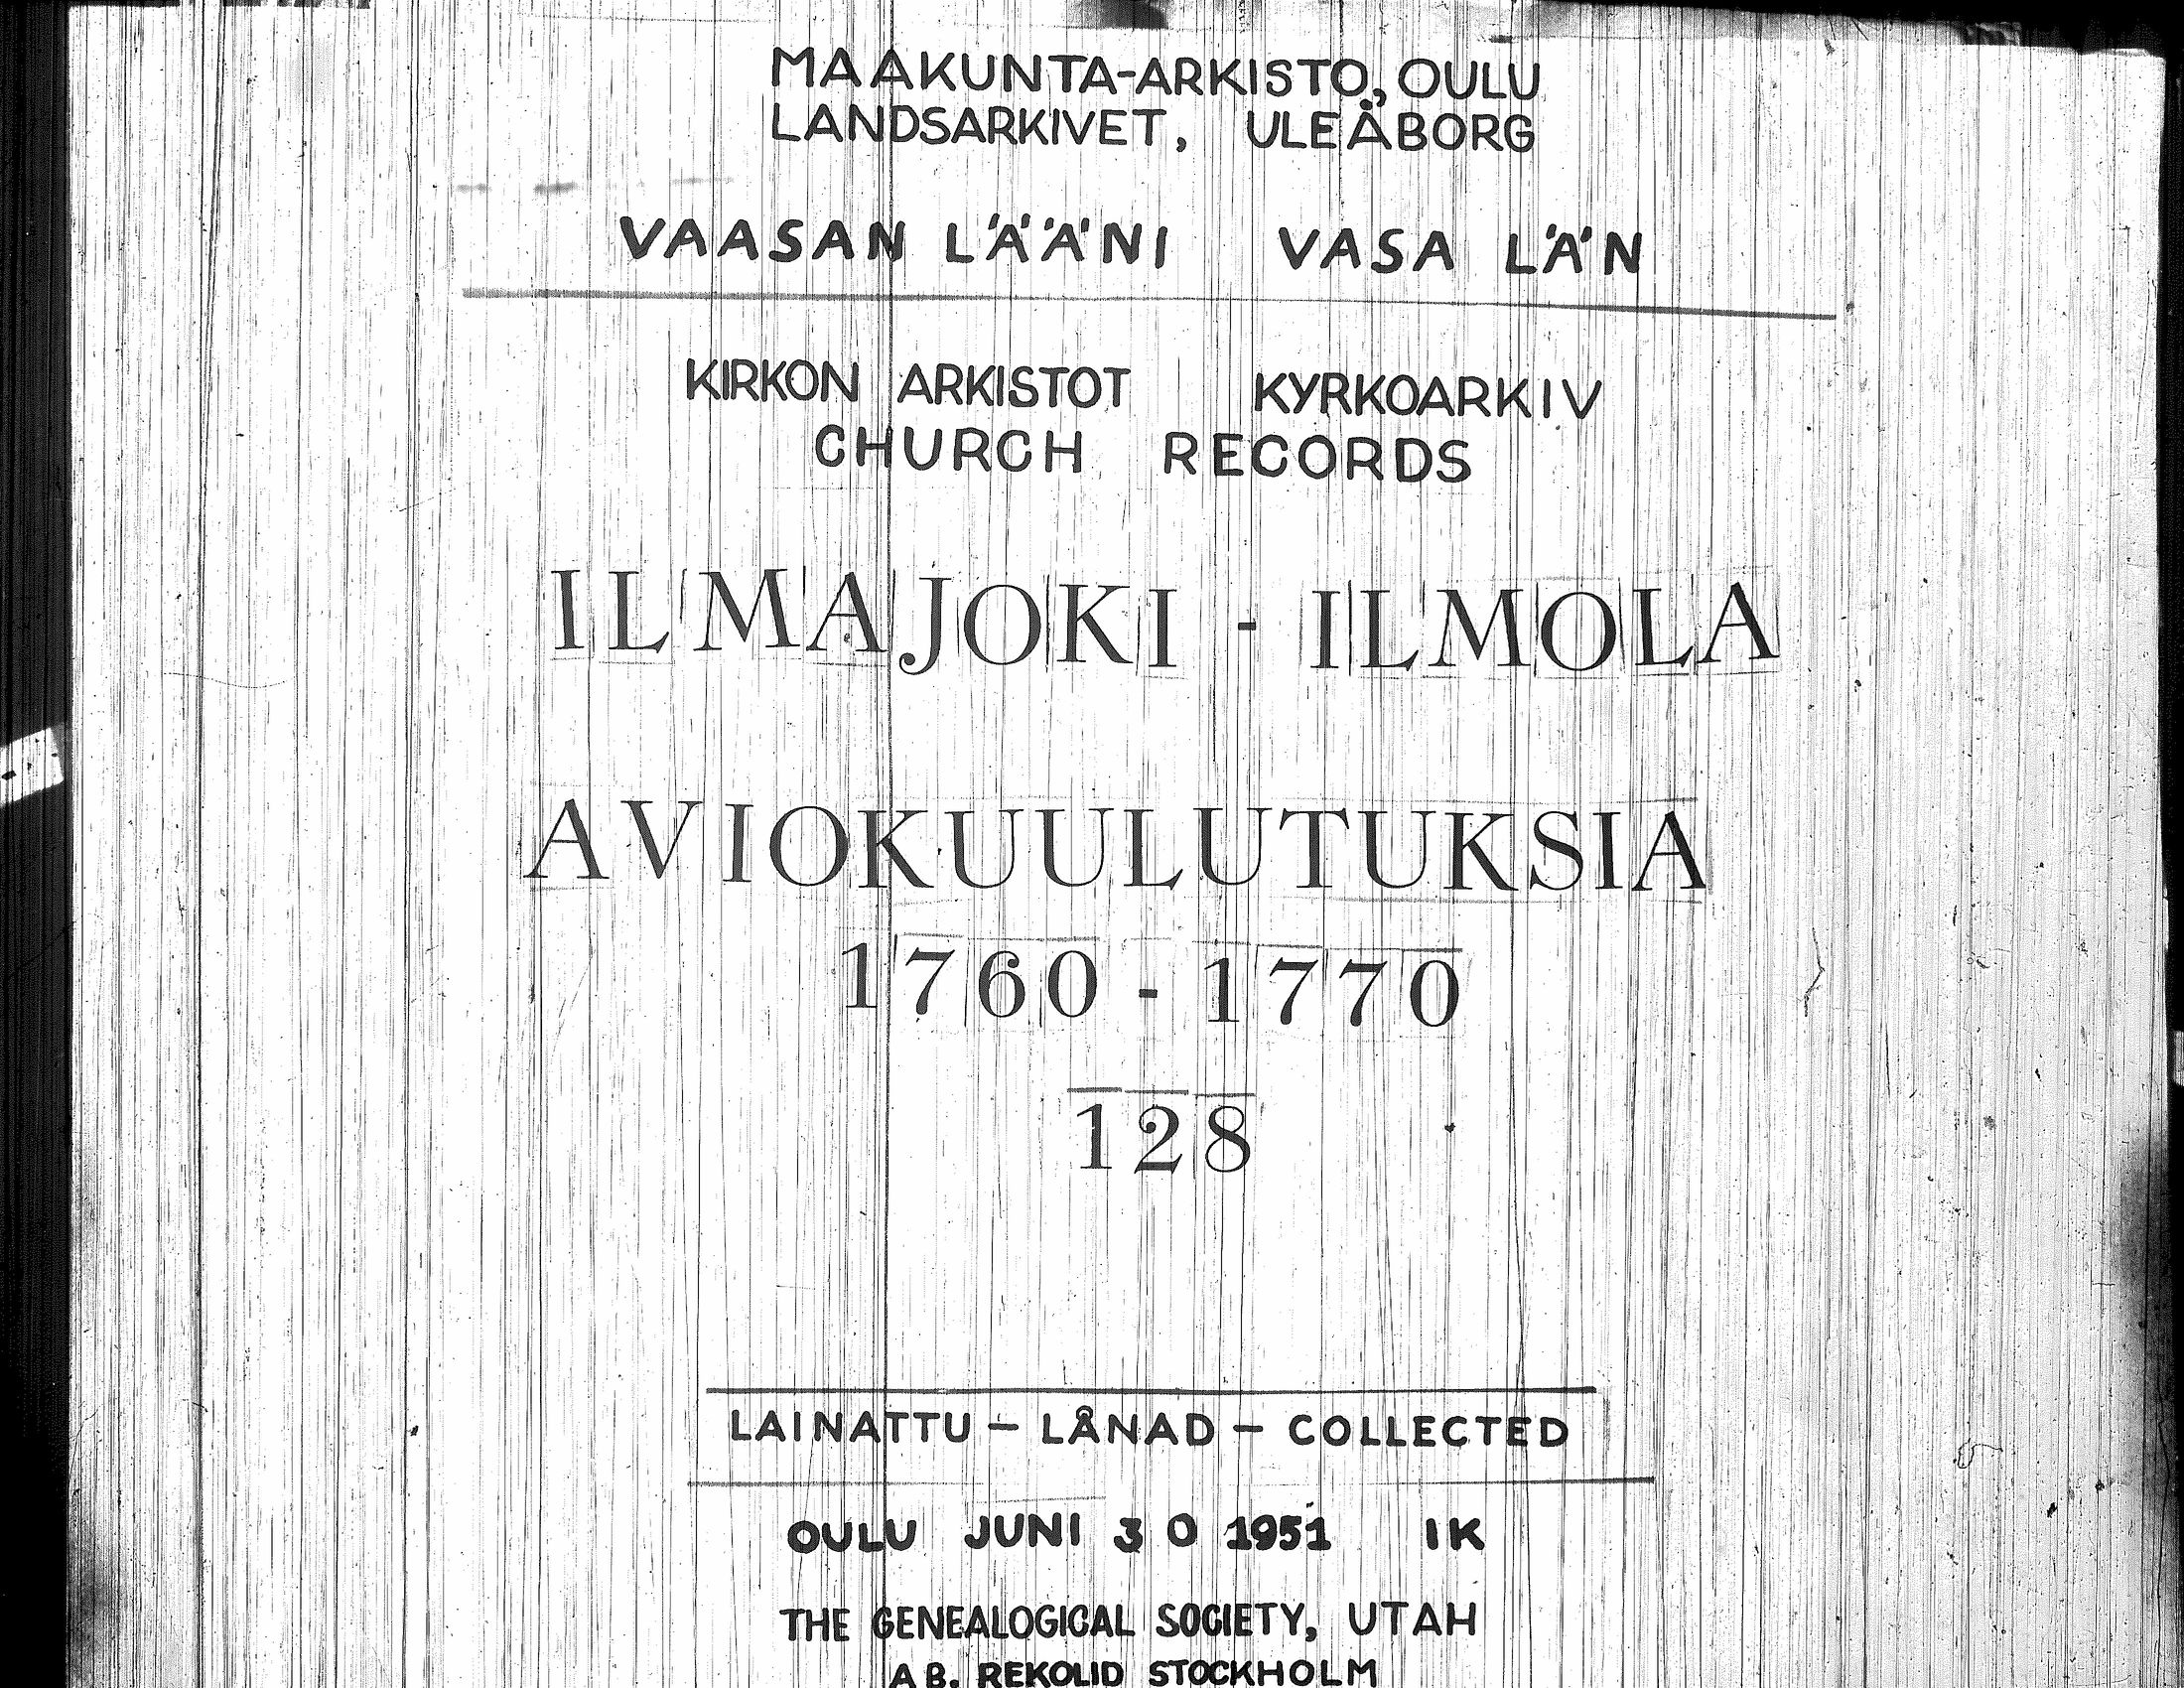 MAAKUNTA-ARKISTO, OULU
LANDSARKIVET, ULEÅBORG
VAASAN LÄÄNI VASA LÄN
KIRKON ARKISTOT KYRKOARKIV
CHURCH RECORDS
ILMAJOKI - ILMOLA
AVIOKUULUTUKSIA
1760 - 1770
128
LAINATTU - LÅNAD - COLLECTED
OULU JUNI 30 1951 IK
THE GENEALOGICAL SOCIETY, UTAH
AB. REKOLID STOCKHOLM